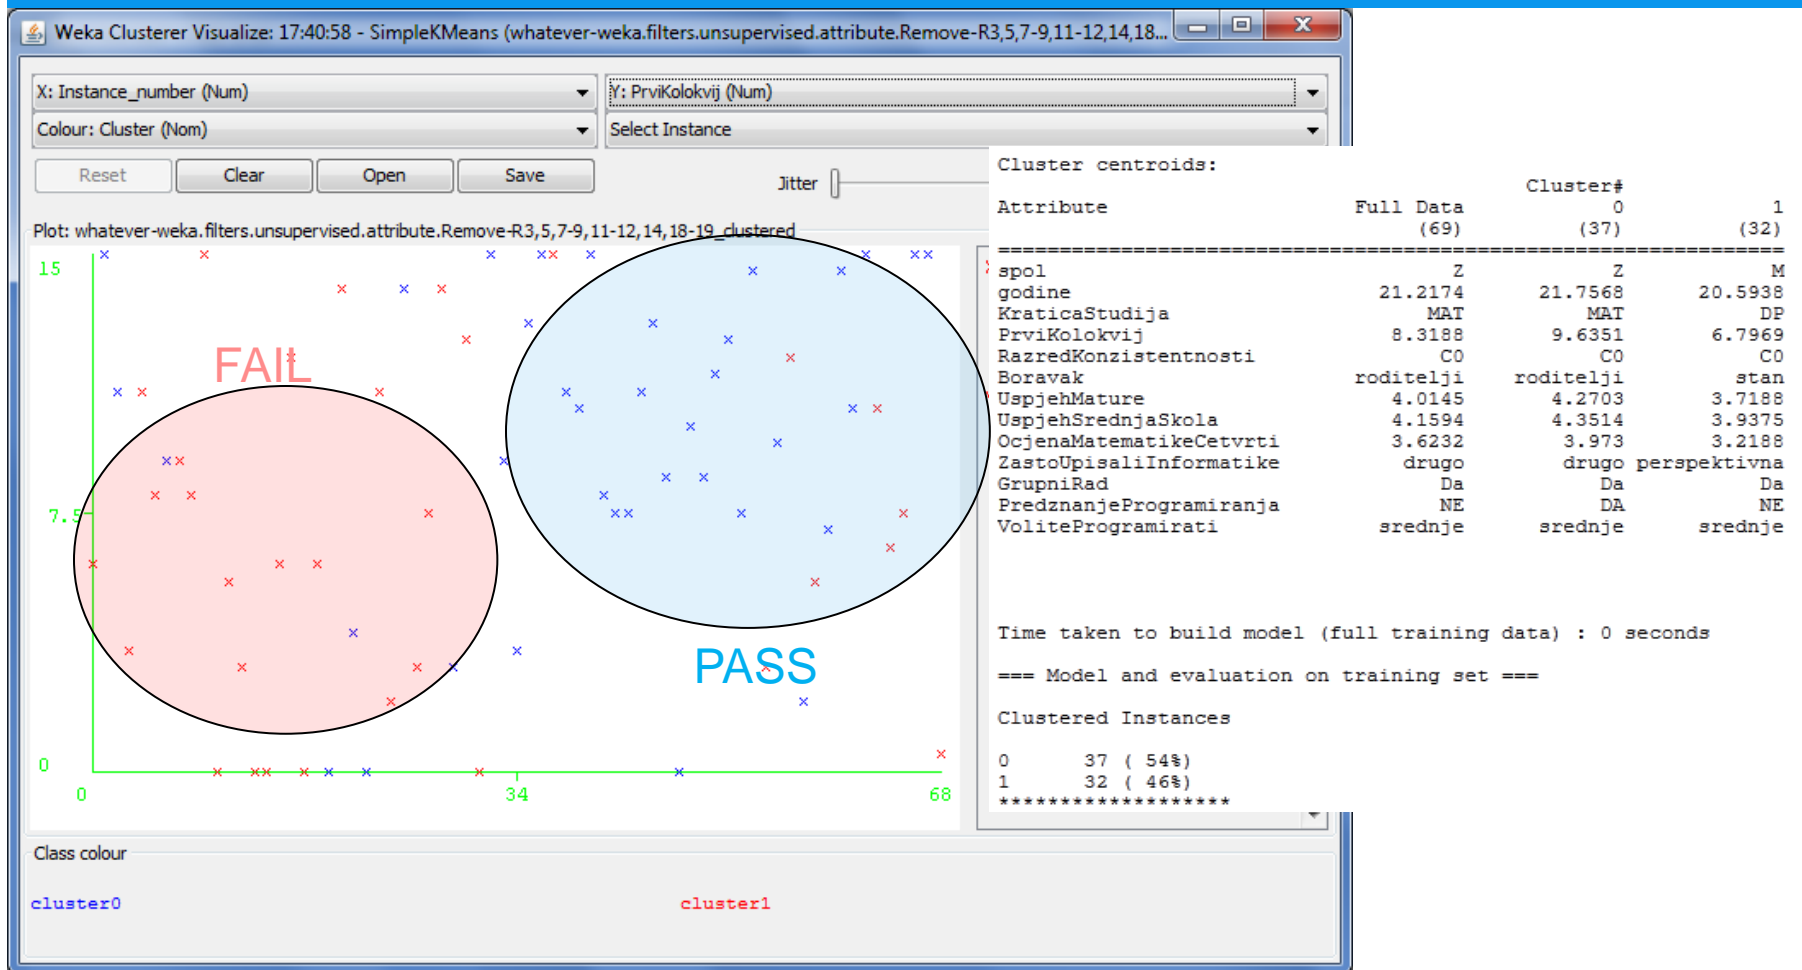 Weka Clusterer Visualize: 17:40:58 - SimpleKMeans (whatever-weka.filters.unsupervised.attribute.Remove-R3,5,7-9,11-12,14,18...
X: Instance_number (Num)
Y: PrviKolokvij (Num)
Colour: Cluster (Nom)
Select Instance
Reset
Clear
Open
Save
Jitter
Plot: whatever-weka.filters.unsupervised.attribute.Remove-R3,5,7-9,11-12,14,18-19_clustered
15
7.5
0
0
34
68
FAIL
PASS
Cluster centroids:
Cluster#
Attribute Full Data 0 1
(69) (37) (32)
================================================================
spol Z Z M
godine 21.2174 21.7568 20.5938
KraticaStudija MAT MAT DP
PrviKolokvij 8.3188 9.6351 6.7969
RazredKonzistentnosti C0 C0 C0
Boravak roditelji roditelji stan
UspjehMature 4.0145 4.2703 3.7188
UspjehSrednjaSkola 4.1594 4.3514 3.9375
OcjenaMatematikeCetvrti 3.6232 3.973 3.2188
ZastoUpisaliInformatike drugo drugo perspektivna
GrupniRad Da Da Da
PredznanjeProgramiranja NE DA NE
VoliteProgramirati srednje srednje srednje
Time taken to build model (full training data) : 0 seconds
=== Model and evaluation on training set ===
Clustered Instances
0 37 ( 54%)
1 32 ( 46%)
*******************
Class colour
cluster0
cluster1